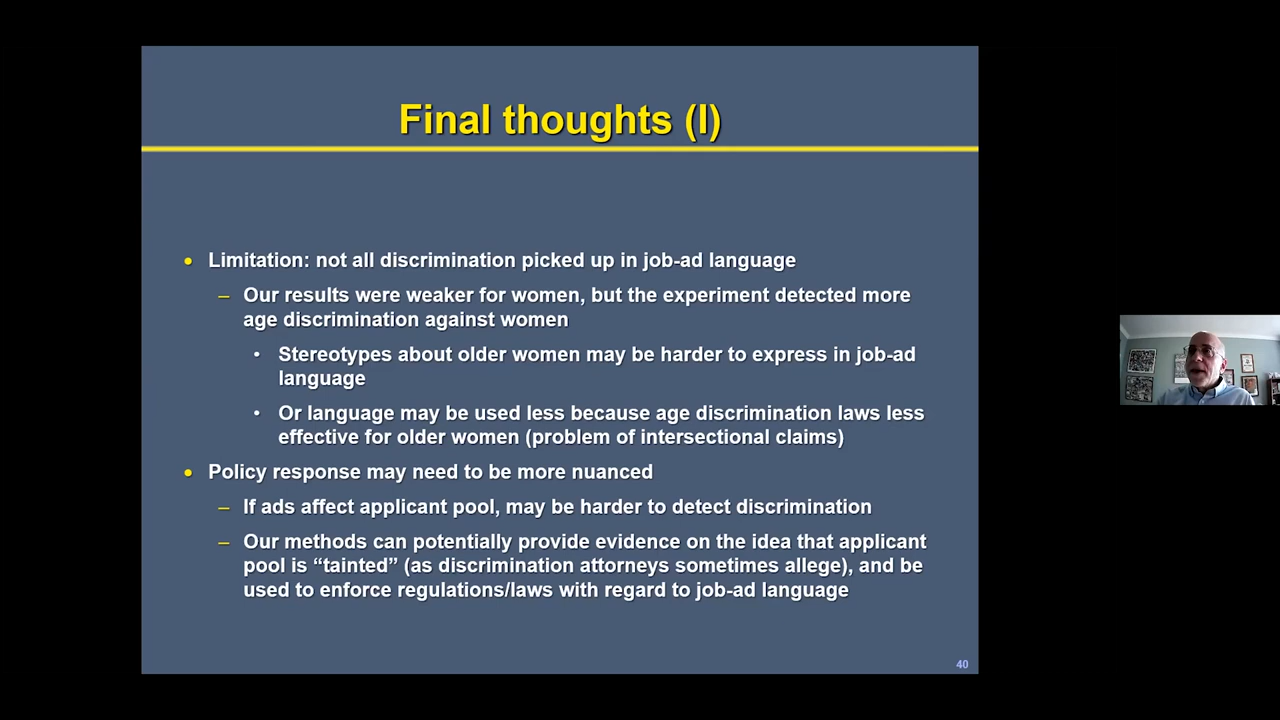 Final thoughts (I)
• Limitation: not all discrimination picked up in job-ad language
– Our results were weaker for women, but the experiment detected more
age discrimination against women
• Stereotypes about older women may be harder to express in job-ad
language
• Or language may be used less because age discrimination laws less
effective for older women (problem of intersectional claims)
• Policy response may need to be more nuanced
– If ads affect applicant pool, may be harder to detect discrimination
– Our methods can potentially provide evidence on the idea that applicant
pool is “tainted” (as discrimination attorneys sometimes allege), and be
used to enforce regulations/laws with regard to job-ad language
40